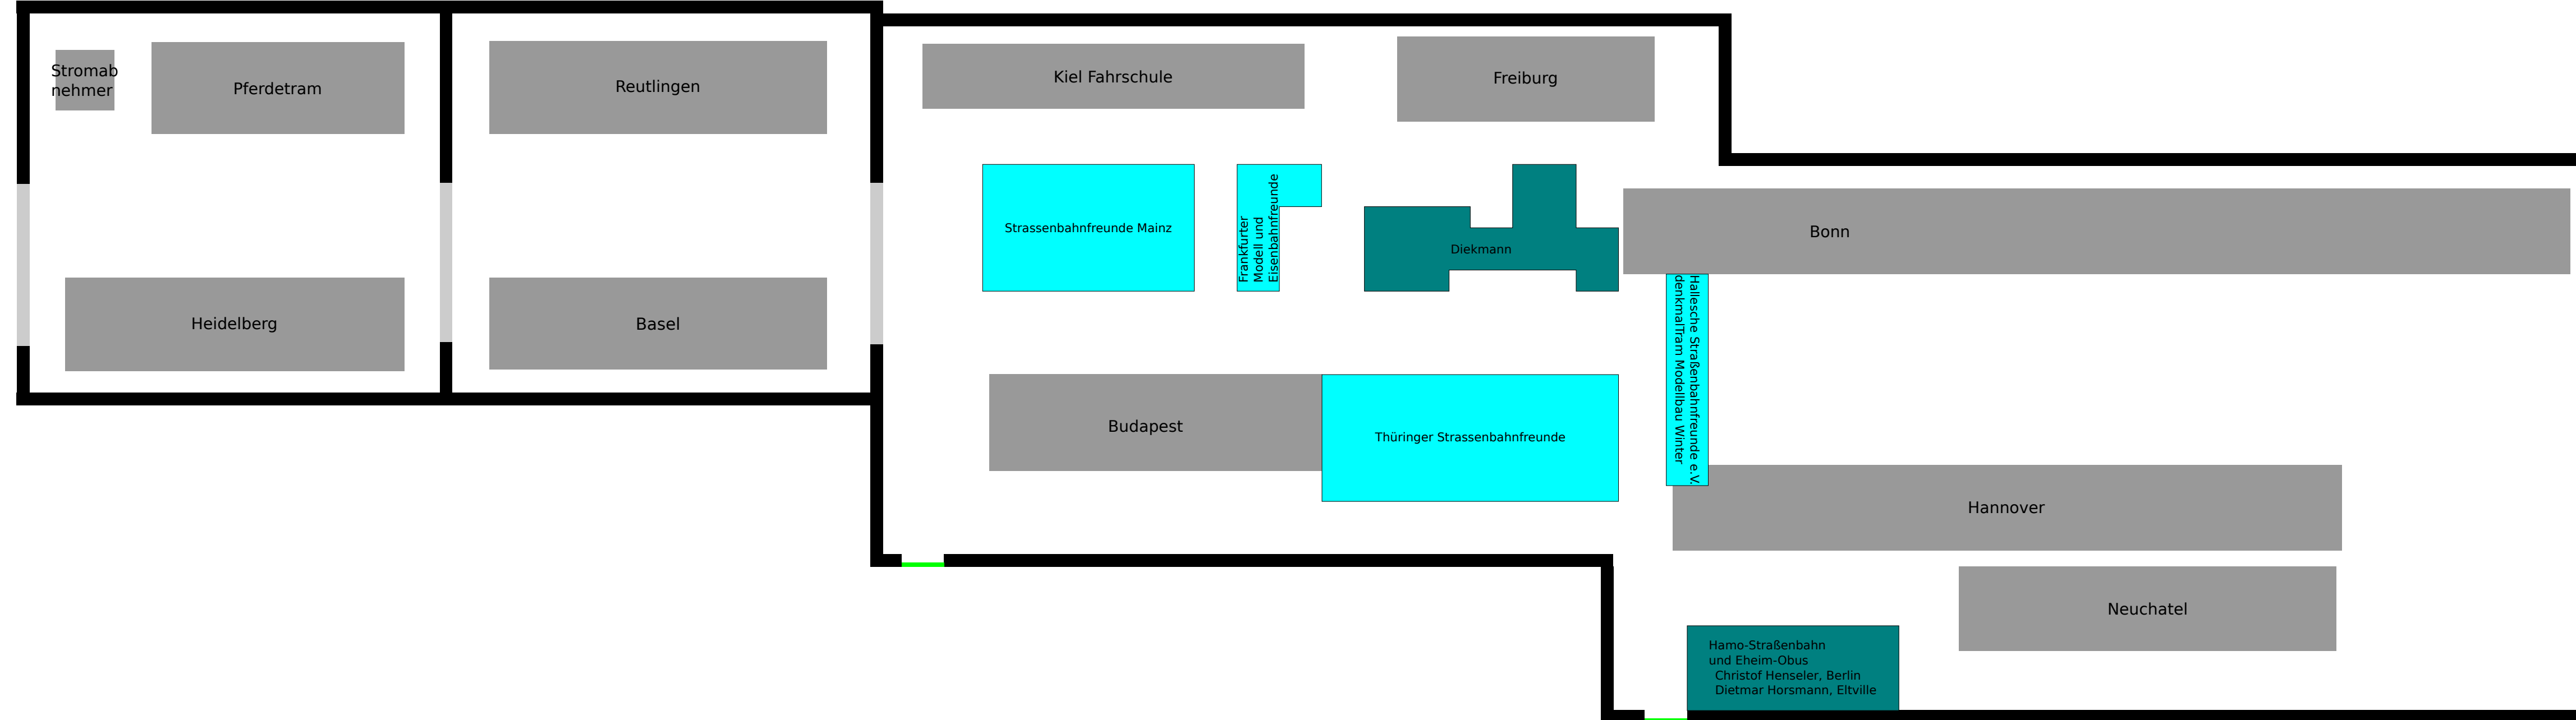 Stromab
nehmer
Pferdetram
Reutlingen
Kiel Fahrschule
Freiburg
Strassenbahnfreunde Mainz
Frankfurter
Modell und
Eisenbahnfreunde
Diekmann
Bonn
Heidelberg
Basel
Hallesche Straßenbahnfreunde e.V.
denkmalTram Modellbau Winter
Budapest
Thüringer Strassenbahnfreunde
Hannover
Neuchatel
Hamo-Straßenbahn
und Eheim-Obus
Christof Henseler, Berlin
Dietmar Horsmann, Eltville